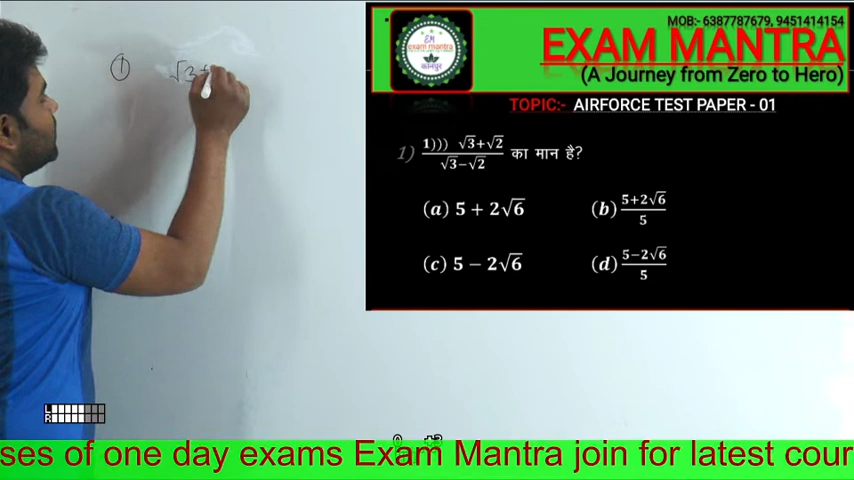 MOB:- 6387787679, 9451414154
EXAM MANTRA
(A Journey from Zero to Hero)
EM
exam mantra
कानपुर
TOPIC:- AIRFORCE TEST PAPER - 01
① √3+
1) 1))) √3+√2 / √3−√2 का मान है?
(a) 5 + 2√6 (b) 5+2√6 / 5
(c) 5 − 2√6 (d) 5−2√6 / 5
L
R
ses of one day exams Exam Mantra join for latest cour